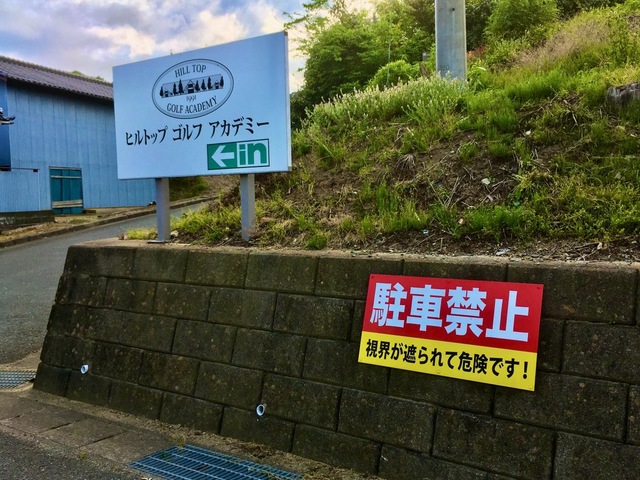 HILL TOP
1991
GOLF ACADEMY
ヒルトップ ゴルフ アカデミー
←in
駐車禁止
視界が遮られて危険です!